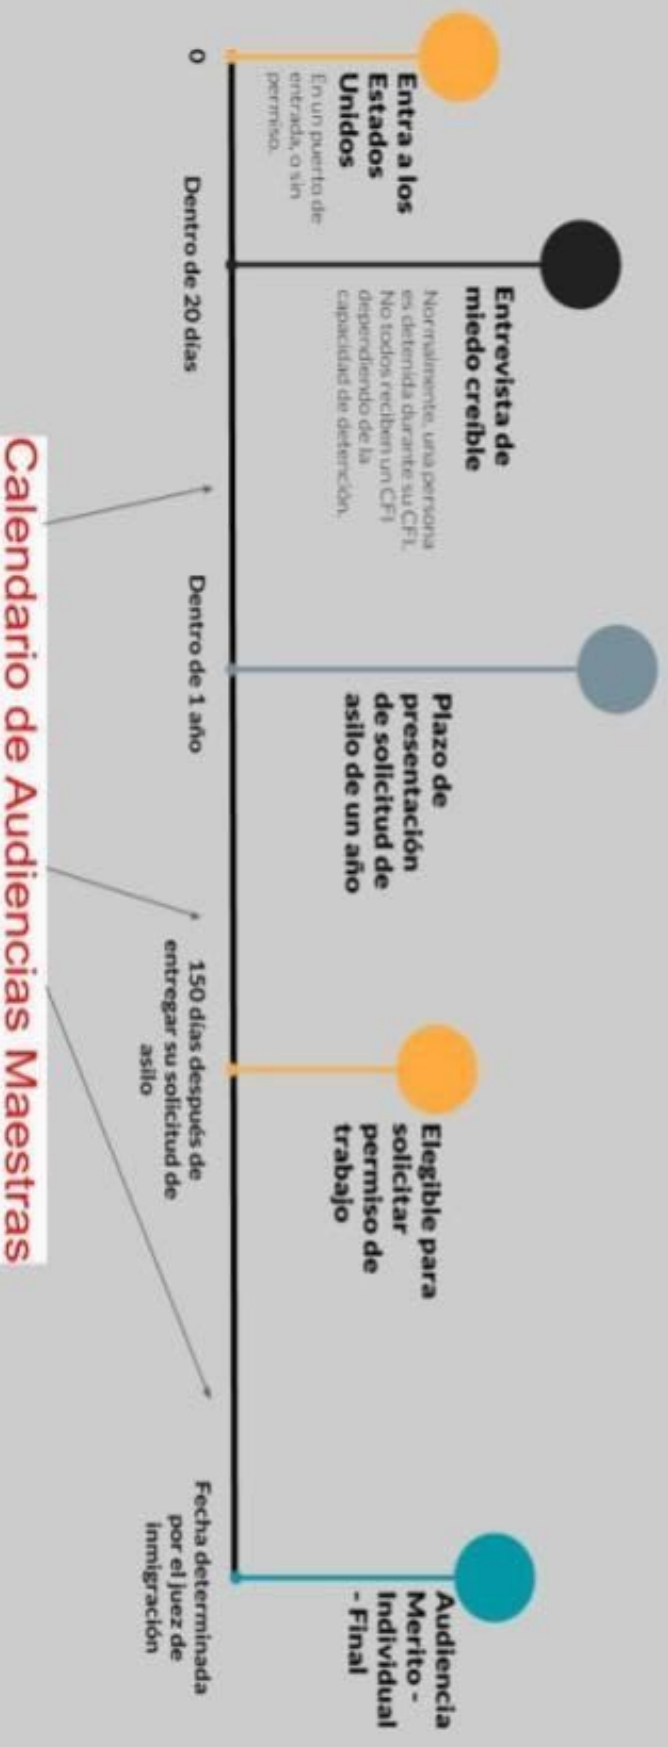 Entra a los
Estados
Unidos
En un puerto de
entrada, o sin
permiso.
0
Entrevista de
miedo creíble
Normalmente, una persona
es detenida durante su CFI.
No todos reciben un CFI
dependiendo de la
capacidad de detención.
Dentro de 20 días
Plazo de
presentación
de solicitud de
asilo de un año
Dentro de 1 año
Elegible para
solicitar
permiso de
trabajo
150 días después de
entregar su solicitud de
asilo
Audiencia
Merito -
Individual
- Final
Fecha determinada
por el juez de
inmigración
Calendario de Audiencias Maestras